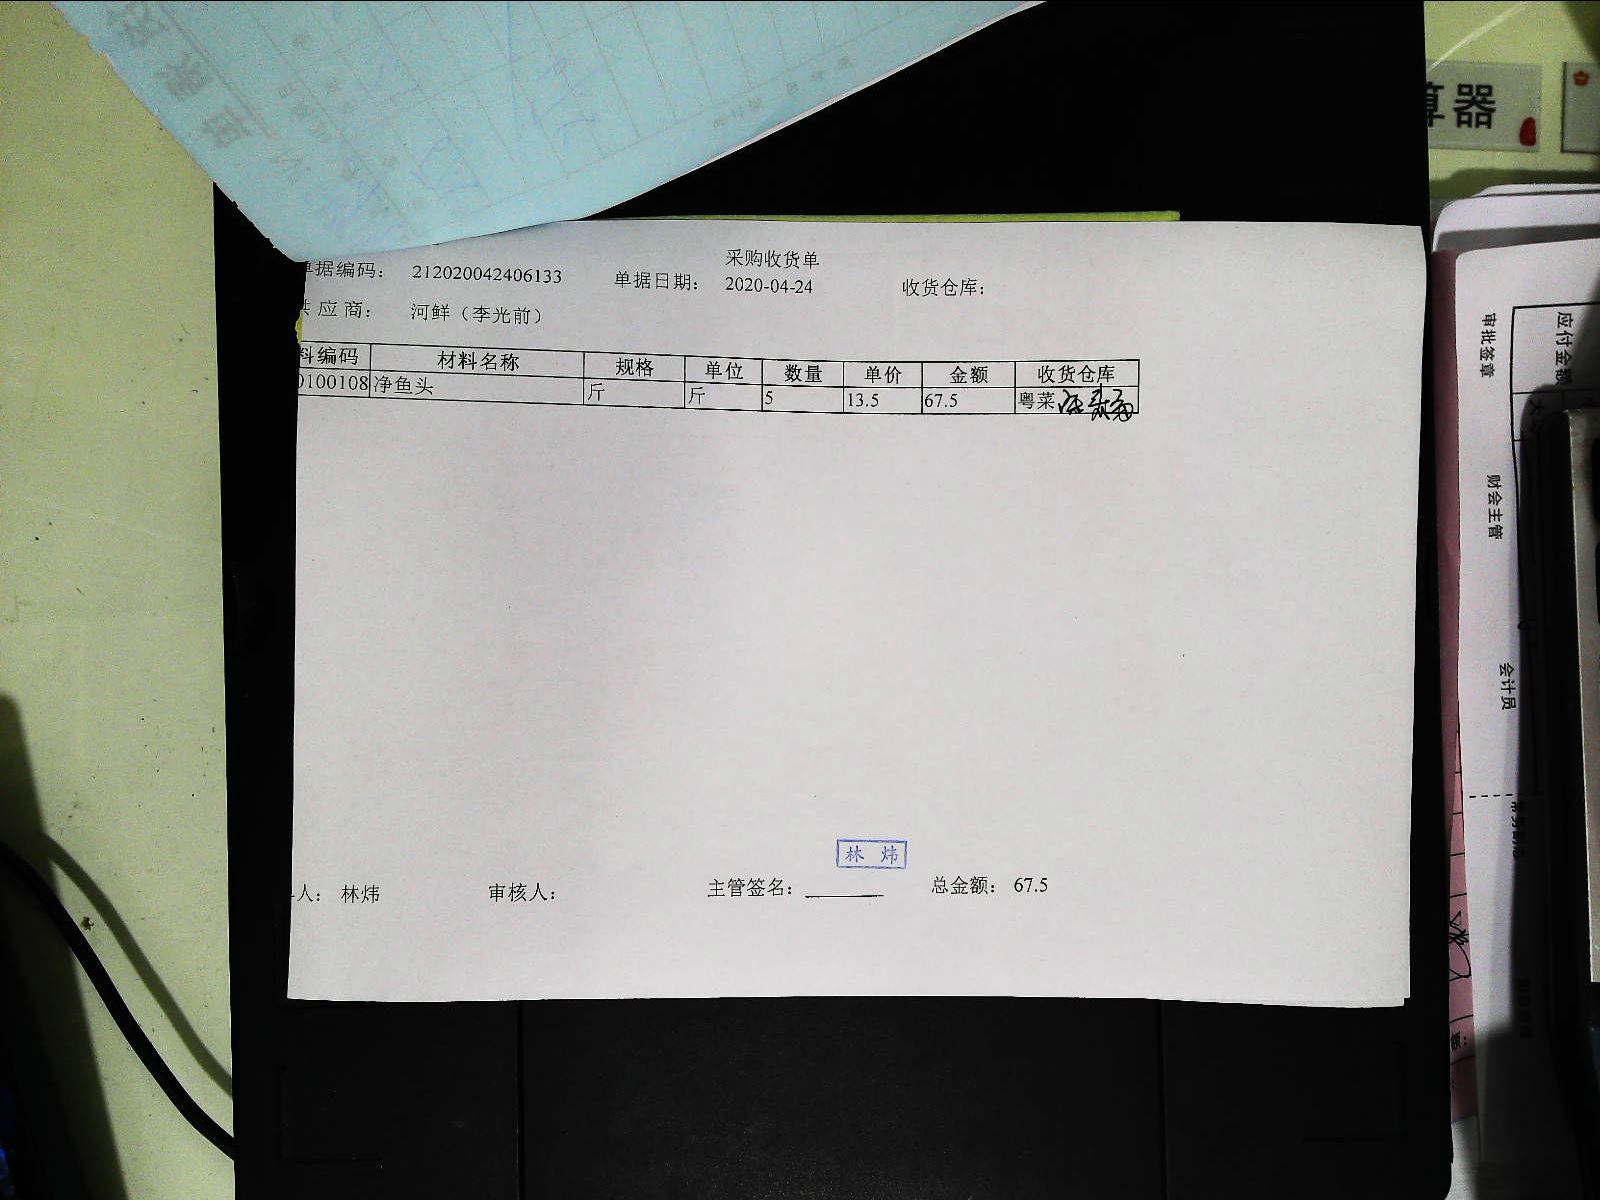 采购收货单
单据编码： 212020042406133 单据日期： 2020-04-24 收货仓库：
供应商： 河鲜（李光前）
料编码 材料名称 规格 单位 数量 单价 金额 收货仓库
0100108 净鱼头 斤 斤 5 13.5 67.5 粤菜
林炜
人： 林炜 审核人： 主管签名： 总金额： 67.5
算器
应付金额
审批签章
财会主管
会计员